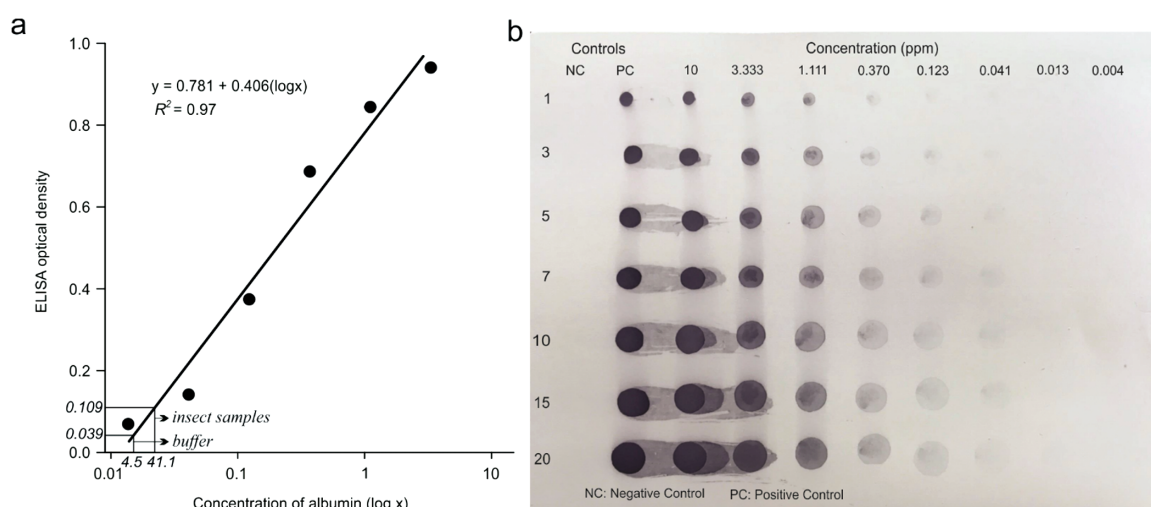 a
1.0
0.8
0.6
0.4
0.2
0.0
0.109
0.039
ELISA optical density
y = 0.781 + 0.406(logx)
R² = 0.97
insect samples
buffer
0.01
4.5
41.1
0.1
1
10
Concentration of albumin (log x)
b
Controls
Concentration (ppm)
NC PC 10 3.333 1.111 0.370 0.123 0.041 0.013 0.004
1
3
5
7
10
15
20
NC: Negative Control PC: Positive Control